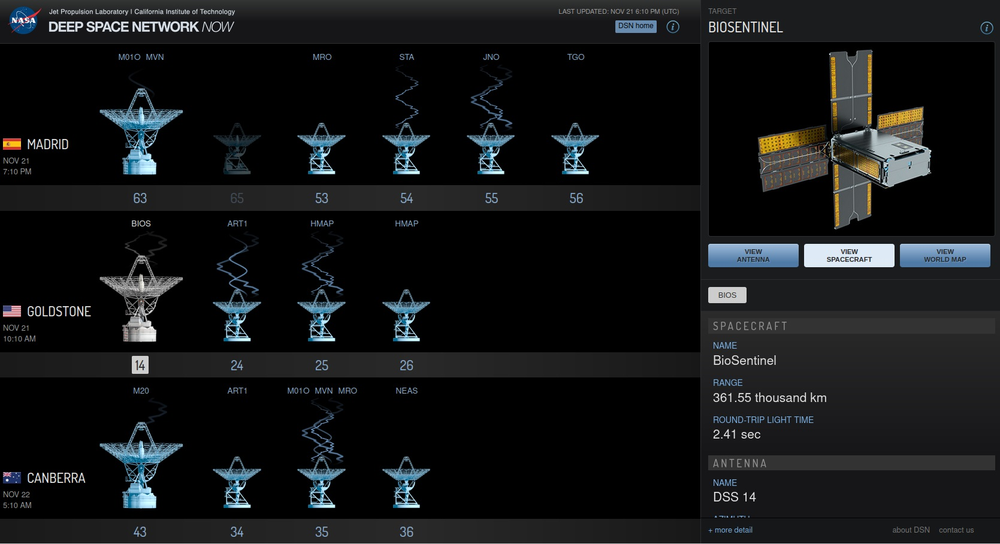 NASA
Jet Propulsion Laboratory | California Institute of Technology
DEEP SPACE NETWORK NOW
LAST UPDATED: NOV 21 6:10 PM (UTC)
DSN home
i
M01O MVN
MRO
STA
JNO
TGO
MADRID
NOV 21
7:10 PM
63
65
53
54
55
56
BIOS
ART1
HMAP
HMAP
GOLDSTONE
NOV 21
10:10 AM
14
24
25
26
M20
ART1
M01O MVN MRO
NEAS
CANBERRA
NOV 22
5:10 AM
43
34
35
36
TARGET
BIOSENTINEL
i
VIEW
ANTENNA
VIEW
SPACECRAFT
VIEW
WORLD MAP
BIOS
SPACECRAFT
NAME
BioSentinel
RANGE
361.55 thousand km
ROUND-TRIP LIGHT TIME
2.41 sec
ANTENNA
NAME
DSS 14
AZIMUTH
+ more detail
about DSN
contact us